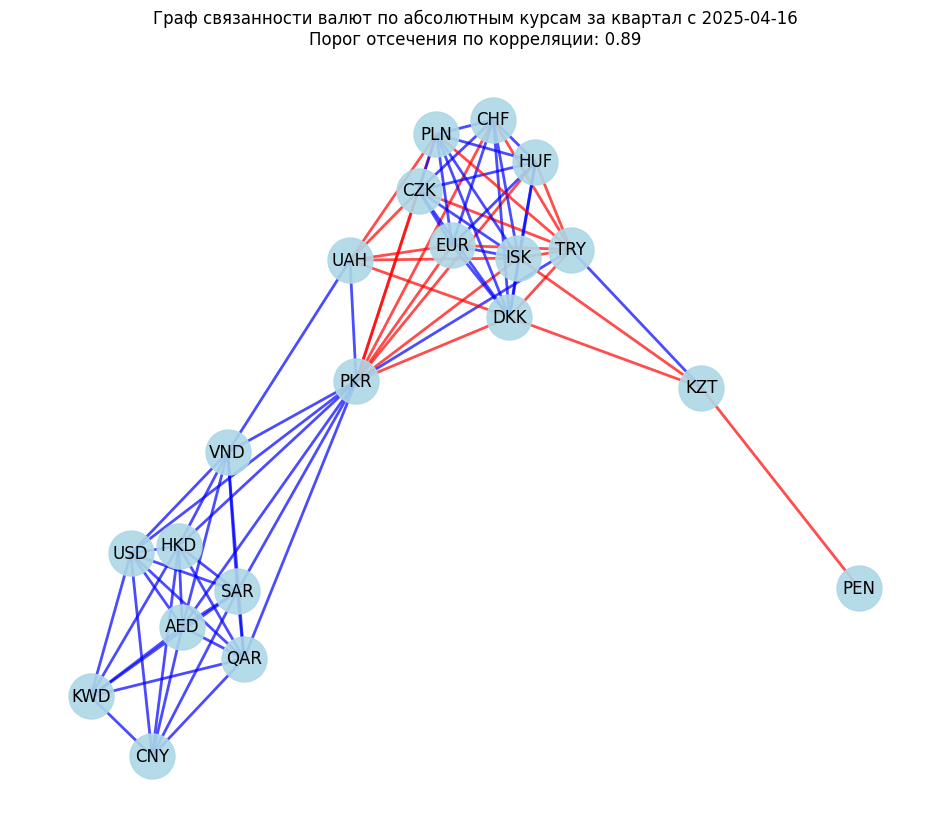 Граф связанности валют по абсолютным курсам за квартал с 2025-04-16
Порог отсечения по корреляции: 0.89
CHF
PLN
HUF
CZK
EUR
TRY
ISK
UAH
DKK
PKR
KZT
VND
HKD
USD
PEN
SAR
AED
QAR
KWD
CNY